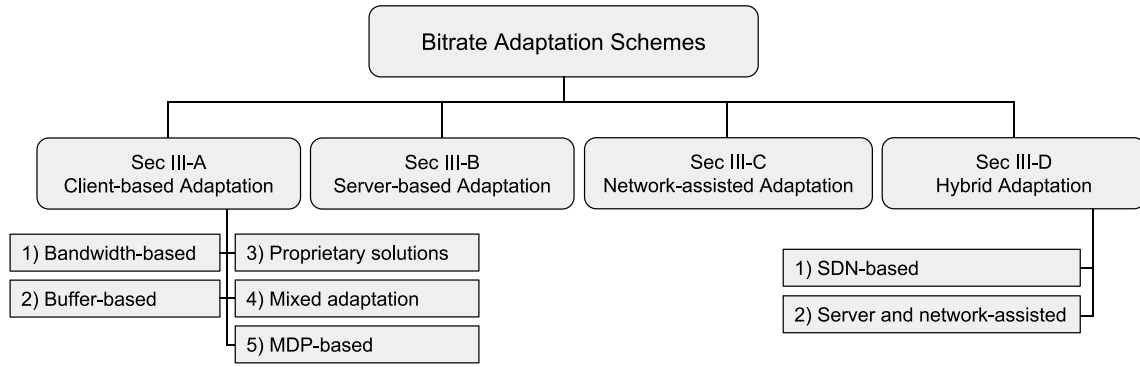 Bitrate Adaptation Schemes
Sec III-A
Client-based Adaptation
Sec III-B
Server-based Adaptation
Sec III-C
Network-assisted Adaptation
Sec III-D
Hybrid Adaptation
1) Bandwidth-based
2) Buffer-based
3) Proprietary solutions
4) Mixed adaptation
5) MDP-based
1) SDN-based
2) Server and network-assisted